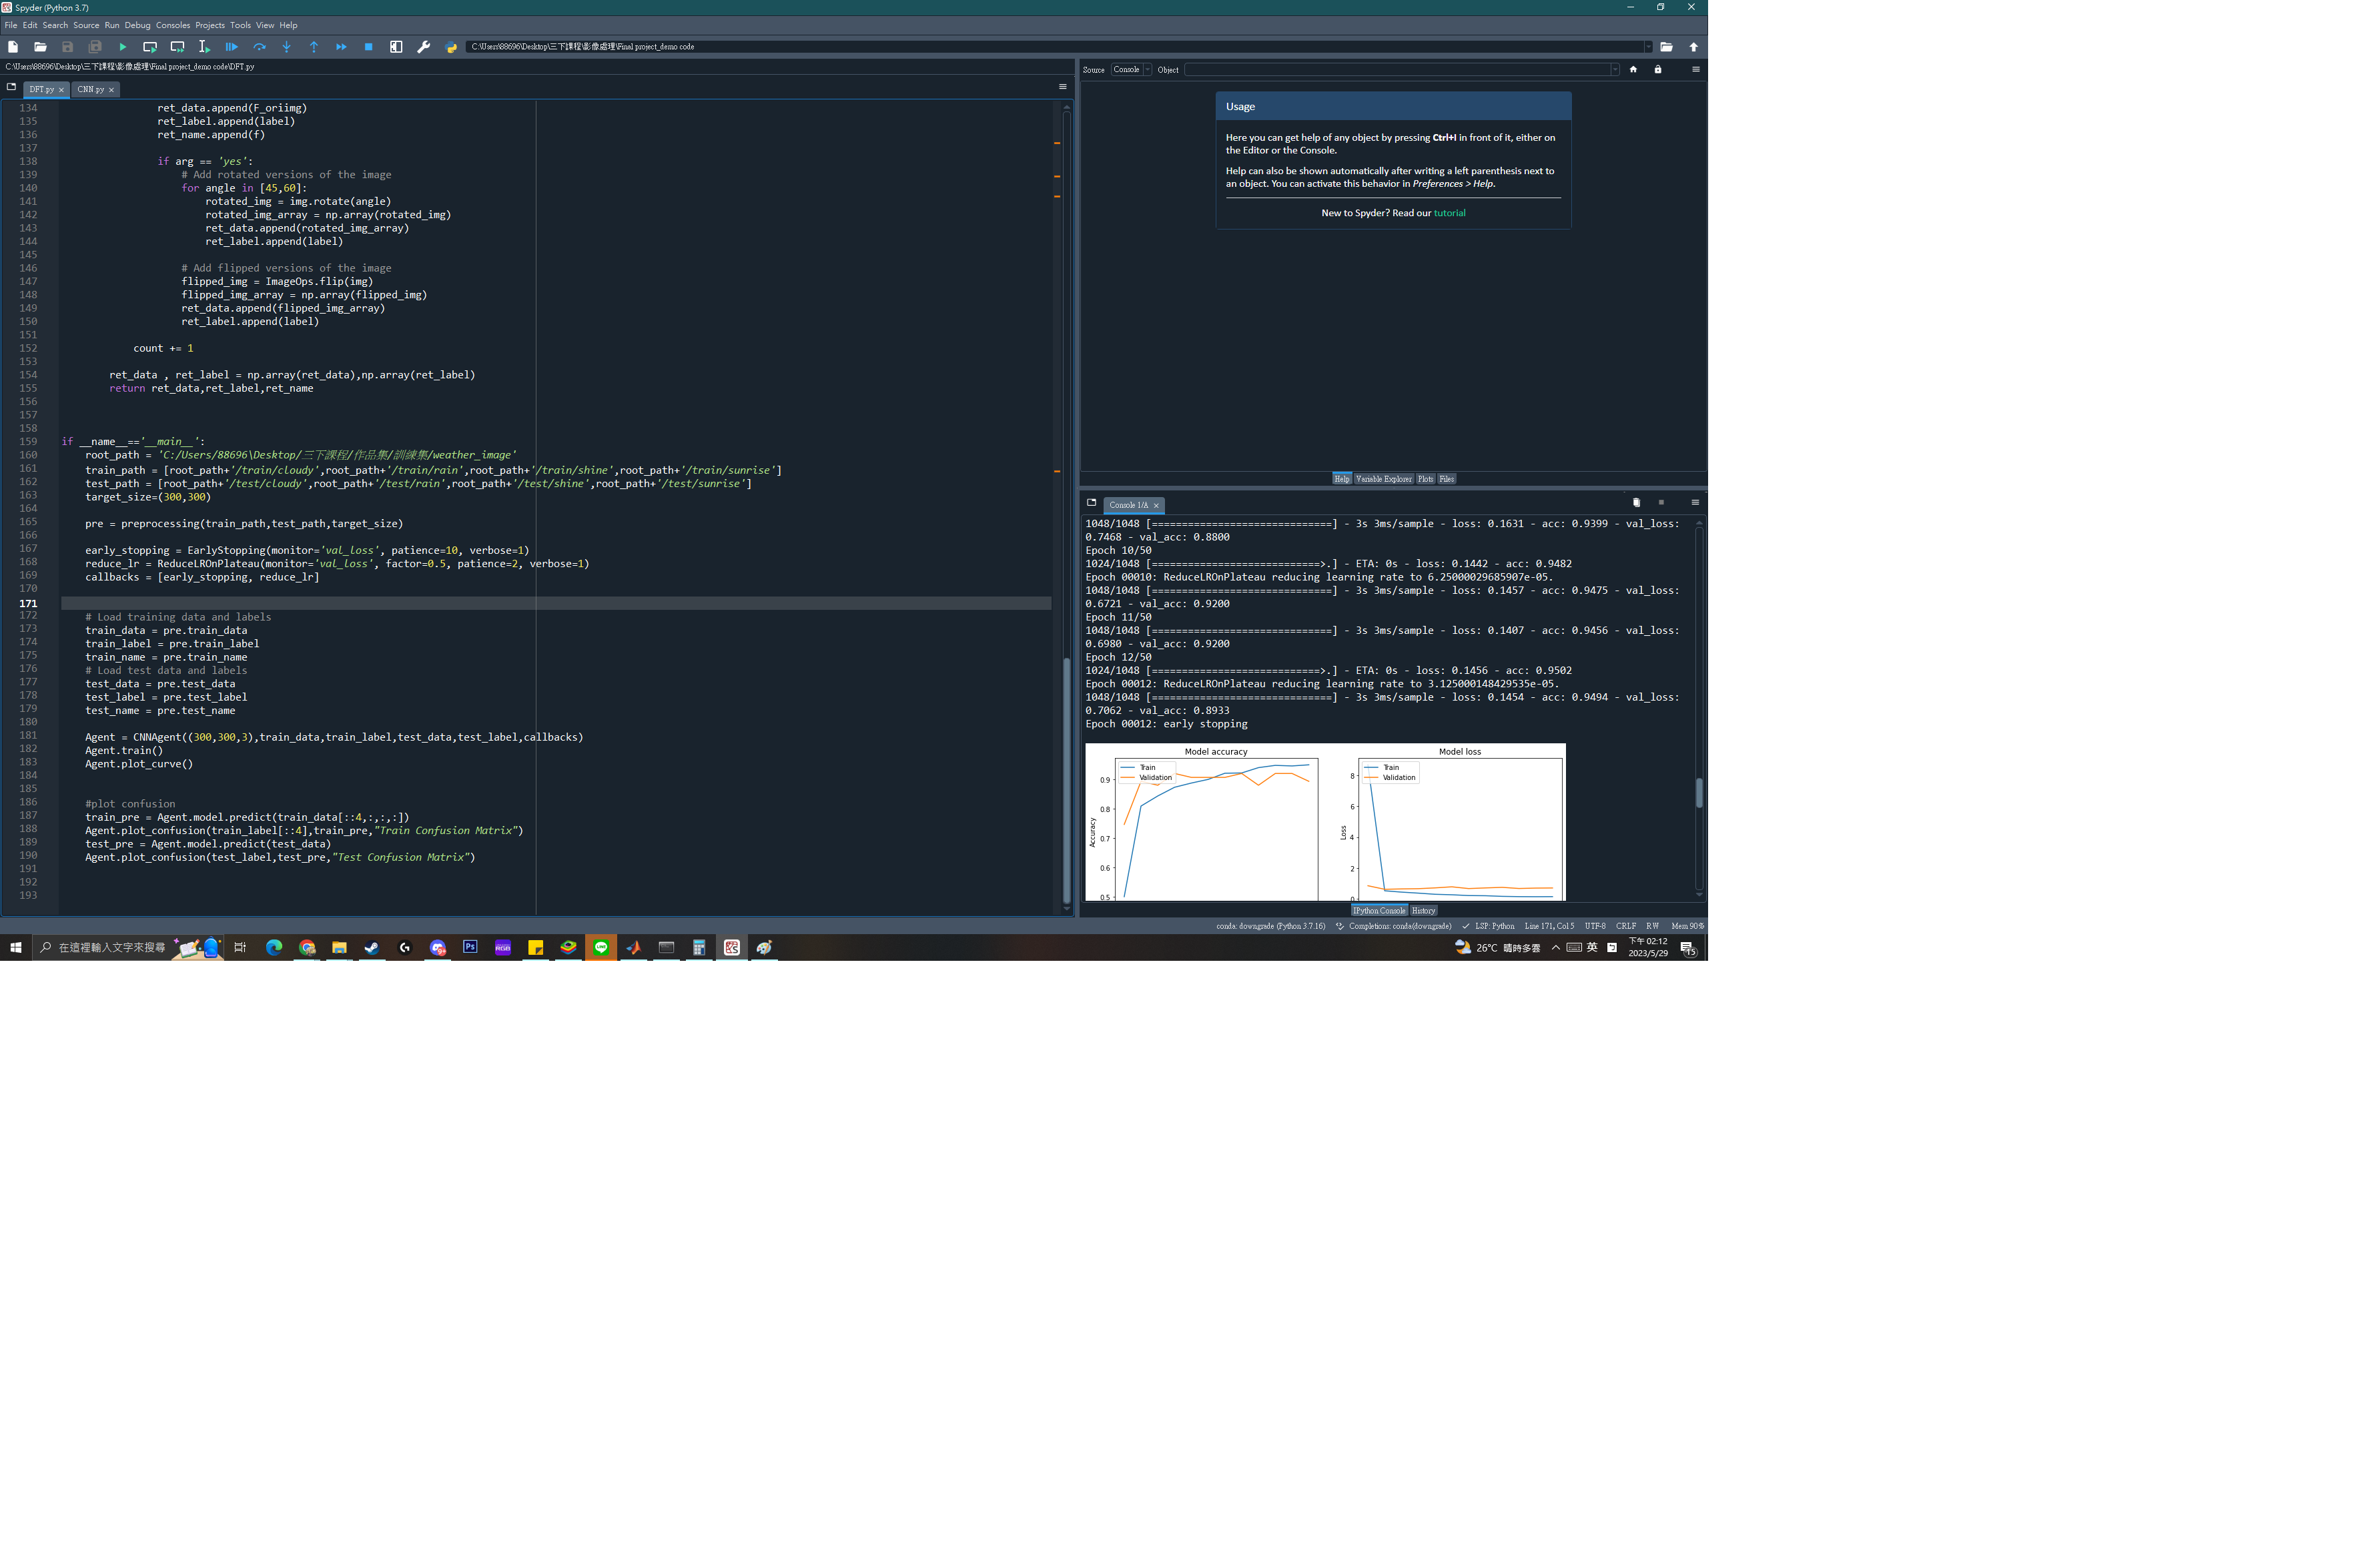 Spyder (Python 3.7)
File Edit Search Source Run Debug Consoles Projects Tools View Help
C:\Users\88696\Desktop\三下課程\影像處理\Final project_demo code
C:\Users\88696\Desktop\三下課程\影像處理\Final project_demo code\DFT.py
DFT.py CNN.py
134 ret_data.append(F_oriimg)
135 ret_label.append(label)
136 ret_name.append(f)
137
138 if arg == 'yes':
139 # Add rotated versions of the image
140 for angle in [45,60]:
141 rotated_img = img.rotate(angle)
142 rotated_img_array = np.array(rotated_img)
143 ret_data.append(rotated_img_array)
144 ret_label.append(label)
145
146 # Add flipped versions of the image
147 flipped_img = ImageOps.flip(img)
148 flipped_img_array = np.array(flipped_img)
149 ret_data.append(flipped_img_array)
150 ret_label.append(label)
151
152 count += 1
153
154 ret_data , ret_label = np.array(ret_data),np.array(ret_label)
155 return ret_data,ret_label,ret_name
156
157
158
159 if __name__=='__main__':
160 root_path = 'C:/Users/88696\Desktop/三下課程/作品集/訓練集/weather_image'
161 train_path = [root_path+'/train/cloudy',root_path+'/train/rain',root_path+'/train/shine',root_path+'/train/sunrise']
162 test_path = [root_path+'/test/cloudy',root_path+'/test/rain',root_path+'/test/shine',root_path+'/test/sunrise']
163 target_size=(300,300)
164
165 pre = preprocessing(train_path,test_path,target_size)
166
167 early_stopping = EarlyStopping(monitor='val_loss', patience=10, verbose=1)
168 reduce_lr = ReduceLROnPlateau(monitor='val_loss', factor=0.5, patience=2, verbose=1)
169 callbacks = [early_stopping, reduce_lr]
170
171
172 # Load training data and labels
173 train_data = pre.train_data
174 train_label = pre.train_label
175 train_name = pre.train_name
176 # Load test data and labels
177 test_data = pre.test_data
178 test_label = pre.test_label
179 test_name = pre.test_name
180
181 Agent = CNNAgent((300,300,3),train_data,train_label,test_data,test_label,callbacks)
182 Agent.train()
183 Agent.plot_curve()
184
185
186 #plot confusion
187 train_pre = Agent.model.predict(train_data[::4,:,:,:])
188 Agent.plot_confusion(train_label[::4],train_pre,"Train Confusion Matrix")
189 test_pre = Agent.model.predict(test_data)
190 Agent.plot_confusion(test_label,test_pre,"Test Confusion Matrix")
191
192
193
Source Console Object
Usage
Here you can get help of any object by pressing Ctrl+I in front of it, either on
the Editor or the Console.
Help can also be shown automatically after writing a left parenthesis next to
an object. You can activate this behavior in Preferences > Help.
New to Spyder? Read our tutorial
Help Variable Explorer Plots Files
Console 1/A
1048/1048 [==============================] - 3s 3ms/sample - loss: 0.1631 - acc: 0.9399 - val_loss:
0.7468 - val_acc: 0.8800
Epoch 10/50
1024/1048 [============================>.] - ETA: 0s - loss: 0.1442 - acc: 0.9482
Epoch 00010: ReduceLROnPlateau reducing learning rate to 6.25000029685907e-05.
1048/1048 [==============================] - 3s 3ms/sample - loss: 0.1457 - acc: 0.9475 - val_loss:
0.6721 - val_acc: 0.9200
Epoch 11/50
1048/1048 [==============================] - 3s 3ms/sample - loss: 0.1407 - acc: 0.9456 - val_loss:
0.6980 - val_acc: 0.9200
Epoch 12/50
1024/1048 [============================>.] - ETA: 0s - loss: 0.1456 - acc: 0.9502
Epoch 00012: ReduceLROnPlateau reducing learning rate to 3.125000148429535e-05.
1048/1048 [==============================] - 3s 3ms/sample - loss: 0.1454 - acc: 0.9494 - val_loss:
0.7062 - val_acc: 0.8933
Epoch 00012: early stopping
Model accuracy
Train
Validation
Accuracy
0.9
0.8
0.7
0.6
0.5
Model loss
Train
Validation
Loss
8
6
4
2
0
IPython Console History
conda: downgrade (Python 3.7.16) Completions: conda(downgrade) LSP: Python Line 171, Col 5 UTF-8 CRLF RW Mem 90%
在這裡輸入文字來搜尋
Ps
RGB
LINE
26°C 晴時多雲
英
下午 02:12
2023/5/29
15